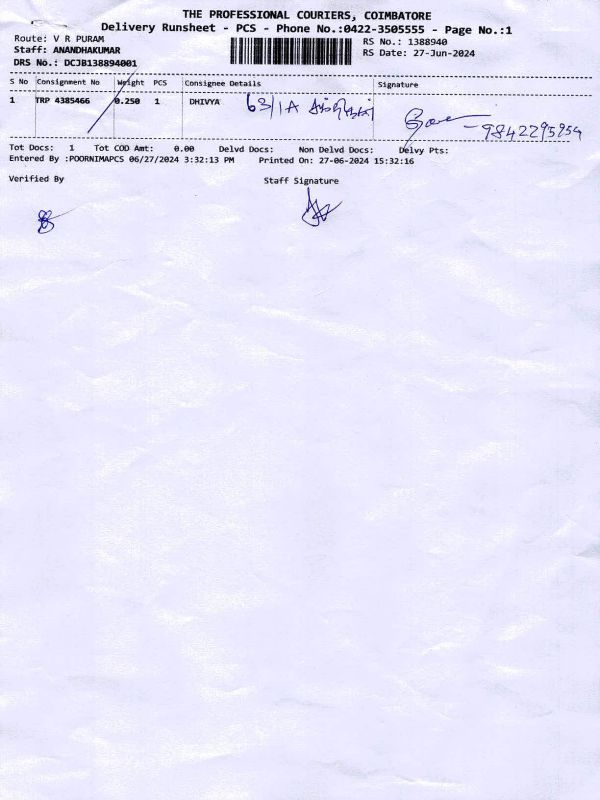 THE PROFESSIONAL COURIERS, COIMBATORE
Delivery Runsheet - PCS - Phone No.:0422-3505555 - Page No.:1
Route: V R PURAM
RS No.: 1388940
Staff: ANANDHAKUMAR
RS Date: 27-Jun-2024
DRS No.: DCJB138894001
S No Consignment No Weight PCS Consignee Details Signature
1 TRP 4385466 0.250 1 DHIVYA 63/1A
-9842295954
Tot Docs: 1 Tot COD Amt: 0.00 Delvd Docs: Non Delvd Docs: Delvy Pts:
Entered By :POORNIMAPCS 06/27/2024 3:32:13 PM Printed On: 27-06-2024 15:32:16
Verified By Staff Signature